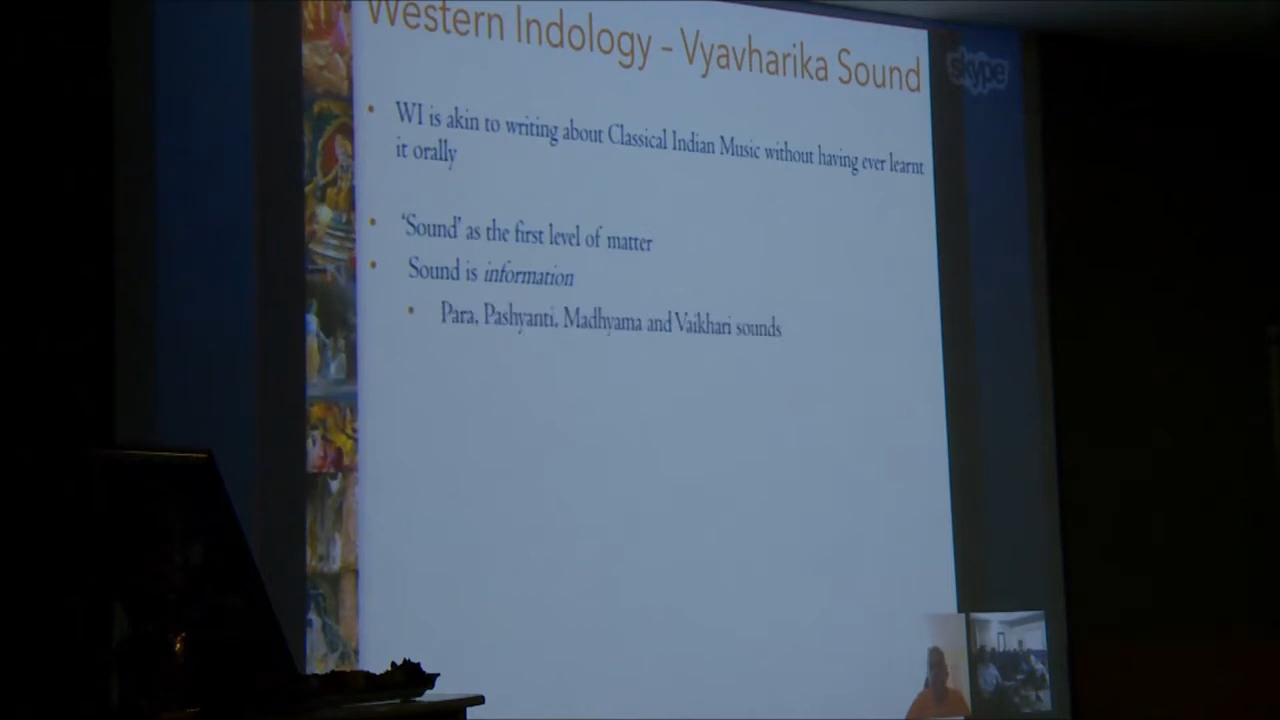 Western Indology - Vyavharika Sound
skype
• WI is akin to writing about Classical Indian Music without having ever learnt
it orally
• ‘Sound’ as the first level of matter
• Sound is information
• Para, Pashyanti, Madhyama and Vaikhari sounds